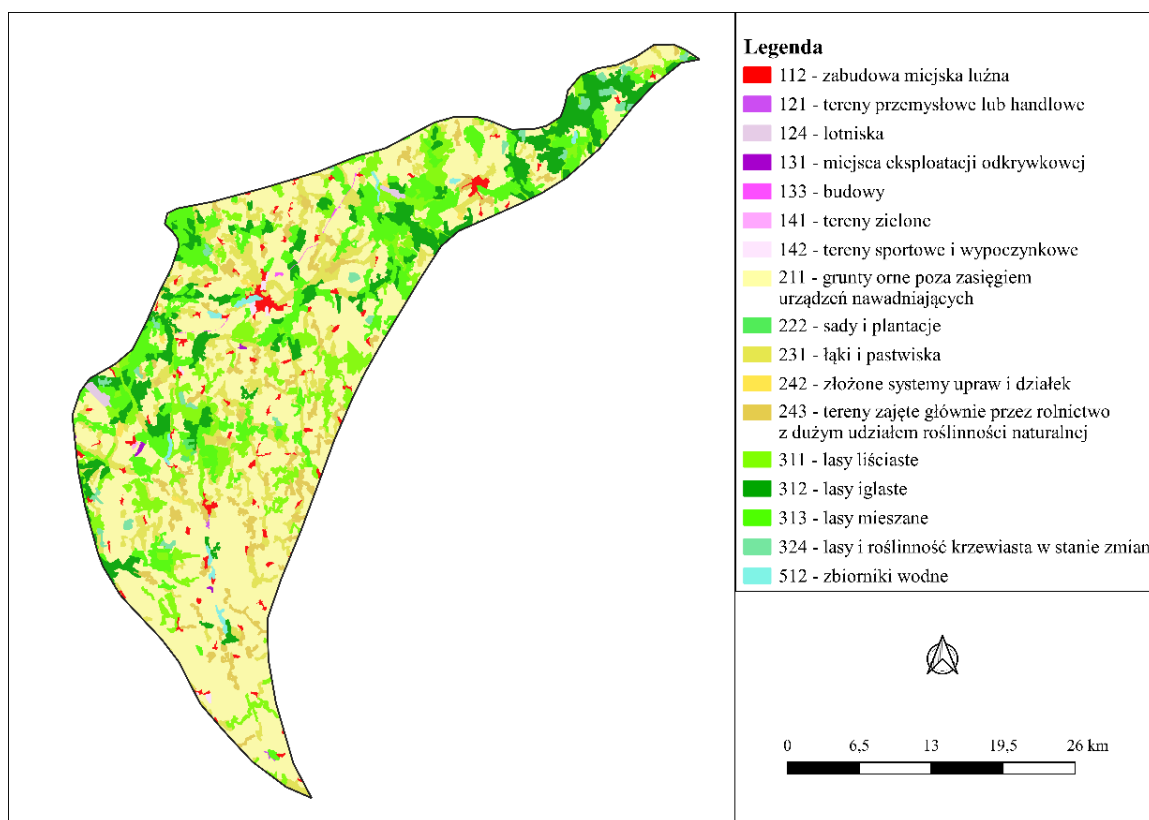 Legenda
112 - zabudowa miejska luźna
121 - tereny przemysłowe lub handlowe
124 - lotniska
131 - miejsca eksploatacji odkrywkowej
133 - budowy
141 - tereny zielone
142 - tereny sportowe i wypoczynkowe
211 - grunty orne poza zasięgiem
urządzeń nawadniających
222 - sady i plantacje
231 - łąki i pastwiska
242 - złożone systemy upraw i działek
243 - tereny zajęte głównie przez rolnictwo
z dużym udziałem roślinności naturalnej
311 - lasy liściaste
312 - lasy iglaste
313 - lasy mieszane
324 - lasy i roślinność krzewiasta w stanie zmian
512 - zbiorniki wodne
0 6,5 13 19,5 26 km